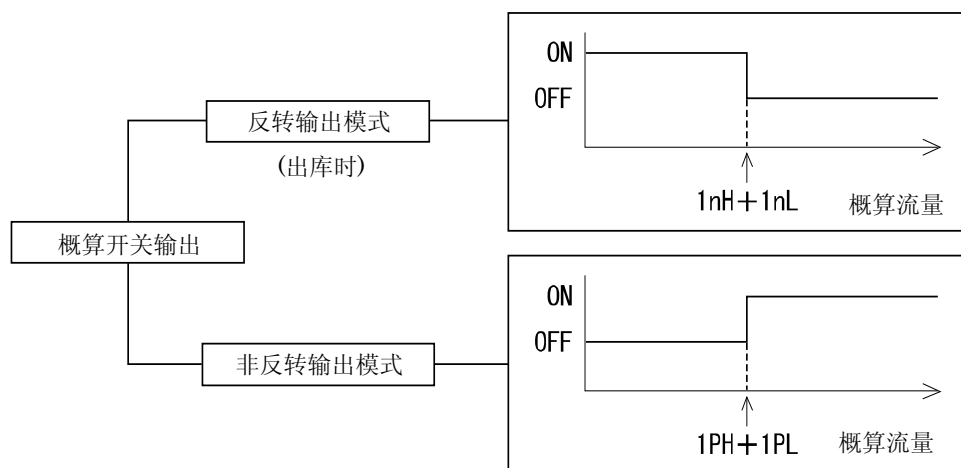 ON
OFF
反转输出模式
(出库时)
1nH+1nL
概算流量
概算开关输出
ON
OFF
非反转输出模式
1PH+1PL
概算流量